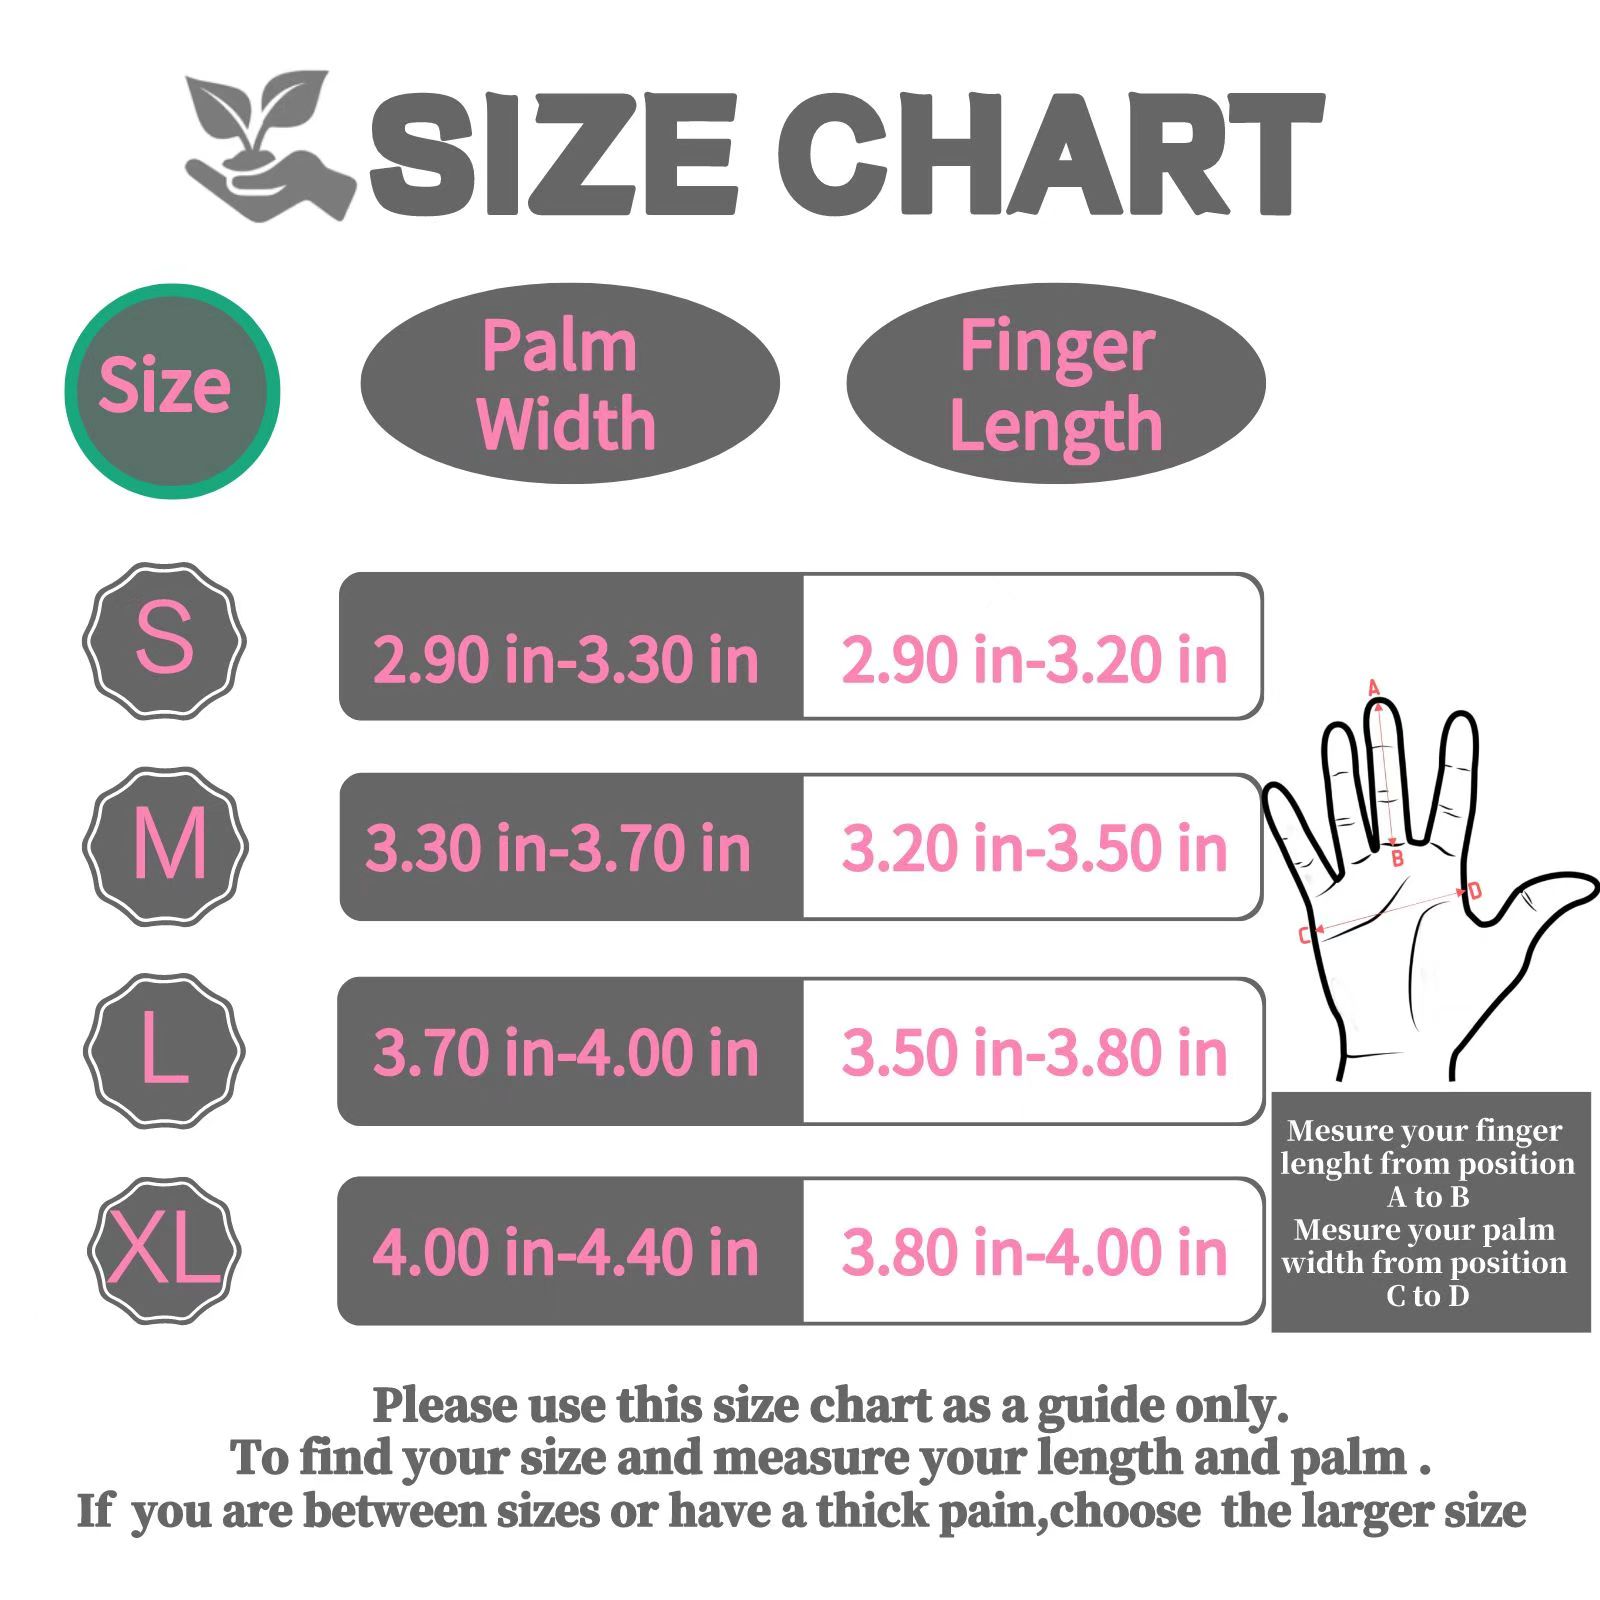 SIZE CHART
Size
Palm
Width
Finger
Length
S
2.90 in-3.30 in
2.90 in-3.20 in
M
3.30 in-3.70 in
3.20 in-3.50 in
L
3.70 in-4.00 in
3.50 in-3.80 in
XL
4.00 in-4.40 in
3.80 in-4.00 in
A
B
C
D
Mesure your finger
lenght from position
A to B
Mesure your palm
width from position
C to D
Please use this size chart as a guide only.
To find your size and measure your length and palm .
If you are between sizes or have a thick pain,choose the larger size